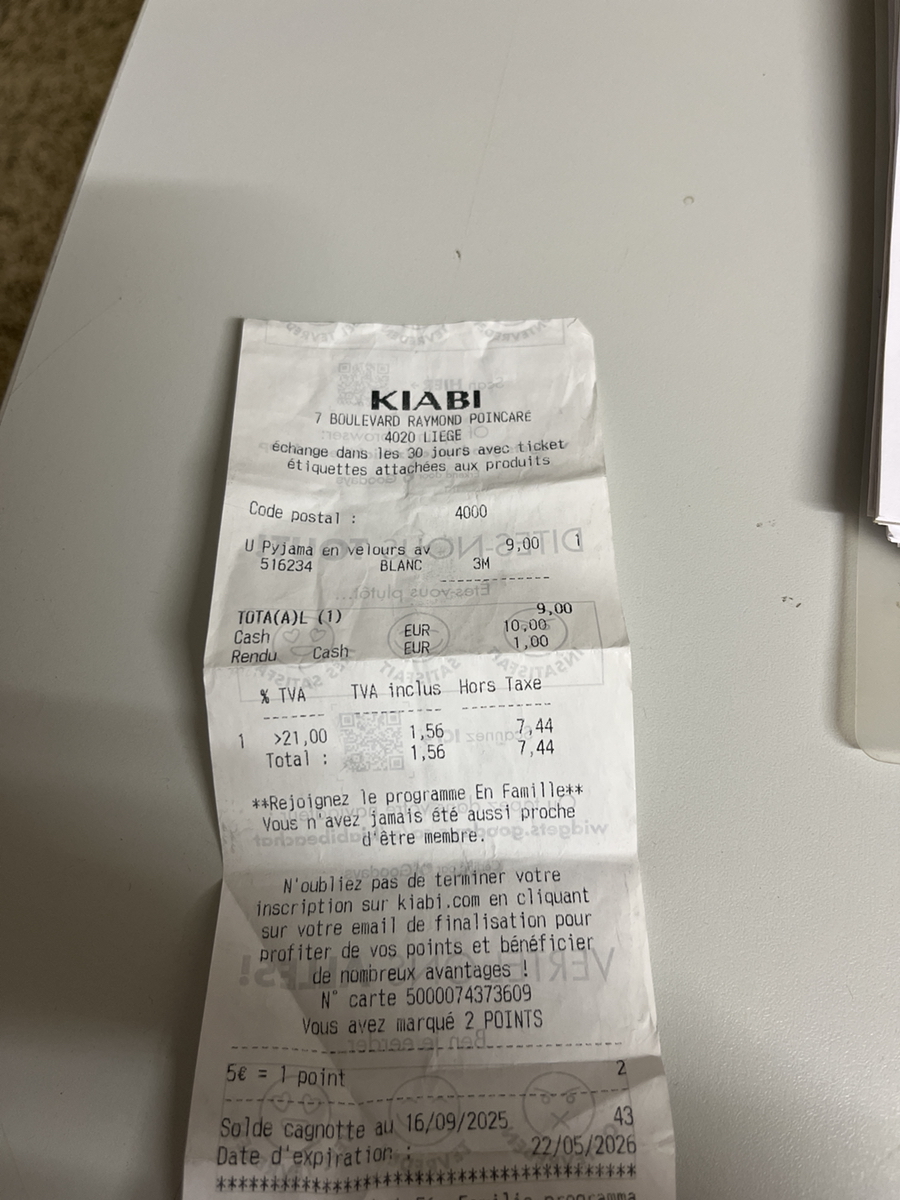 KIABI
7 BOULEVARD RAYMOND POINCARE
4020 LIEGE
échange dans les 30 jours avec ticket
étiquettes attachées aux produits
Code postal : 4000
U Pyjama en velours av 9,00 1
516234 BLANC 3M
------------
TOTA(A)L (1) 9,00
Cash EUR 10,00
Rendu Cash EUR 1,00
% TVA TVA inclus Hors Taxe
------- ---------- ----------
1 >21,00 1,56 7,44
Total : 1,56 7,44
**Rejoignez le programme En Famille**
Vous n'avez jamais été aussi proche
d'être membre.
N'oubliez pas de terminer votre
inscription sur kiabi.com en cliquant
sur votre email de finalisation pour
profiter de vos points et bénéficier
de nombreux avantages !
N° carte 5000074373609
Vous avez marqué 2 POINTS
----------------------------------------
5€ = 1 point 2
----------------------------------------
Solde cagnotte au 16/09/2025 43
Date d'expiration : 22/05/2026
****************************************